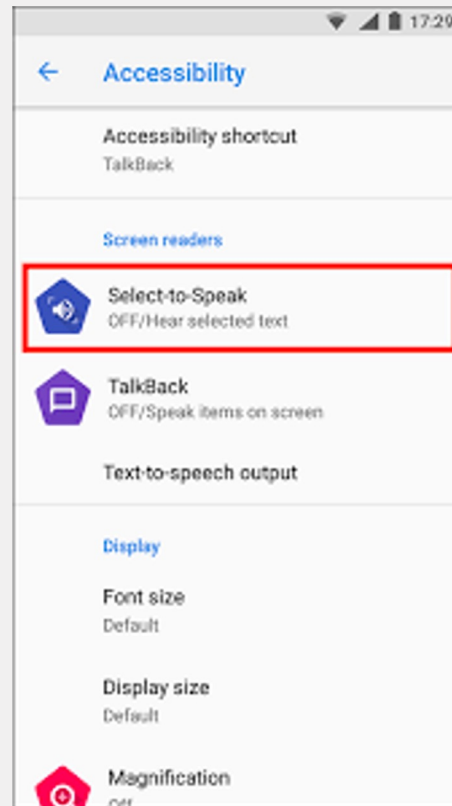 17:29
Accessibility
Accessibility shortcut
TalkBack
Screen readers
Select-to-Speak
OFF/Hear selected text
TalkBack
OFF/Speak items on screen
Text-to-speech output
Display
Font size
Default
Display size
Default
Magnification
Off